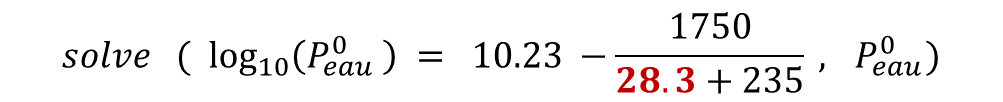 solve ( log₁₀(P⁰ₑₐᵤ) = 10.23 − 1750 / (28.3 + 235) , P⁰ₑₐᵤ)